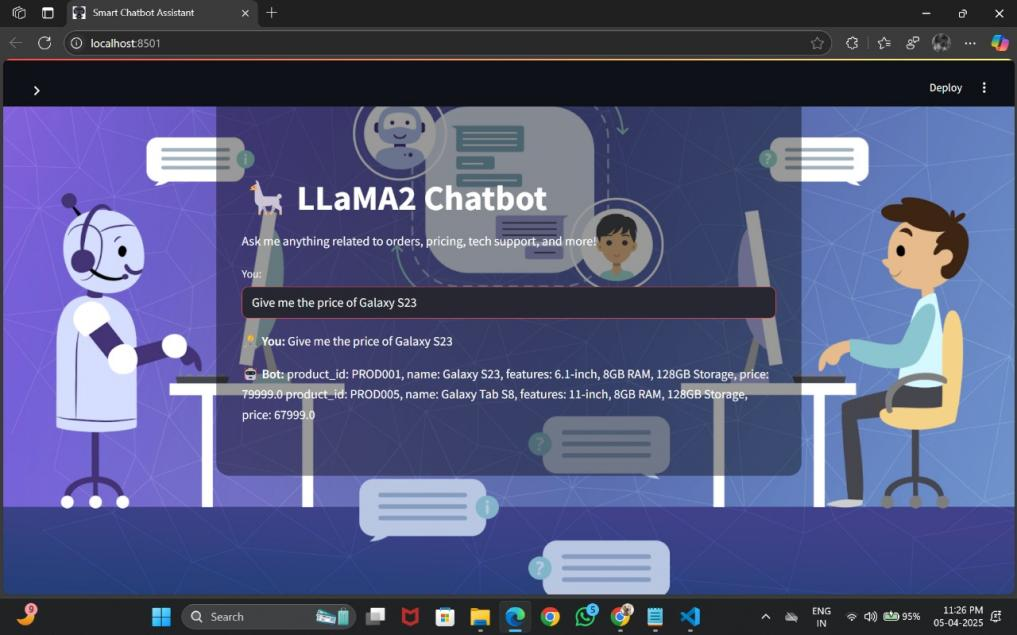 Smart Chatbot Assistant
localhost:8501
Deploy
LLaMA2 Chatbot
Ask me anything related to orders, pricing, tech support, and more!
You:
Give me the price of Galaxy S23
You: Give me the price of Galaxy S23
Bot: product_id: PROD001, name: Galaxy S23, features: 6.1-inch, 8GB RAM, 128GB Storage, price:
79999.0 product_id: PROD005, name: Galaxy Tab S8, features: 11-inch, 8GB RAM, 128GB Storage,
price: 67999.0
9
Search
5
ENG
IN
95%
11:26 PM
05-04-2025